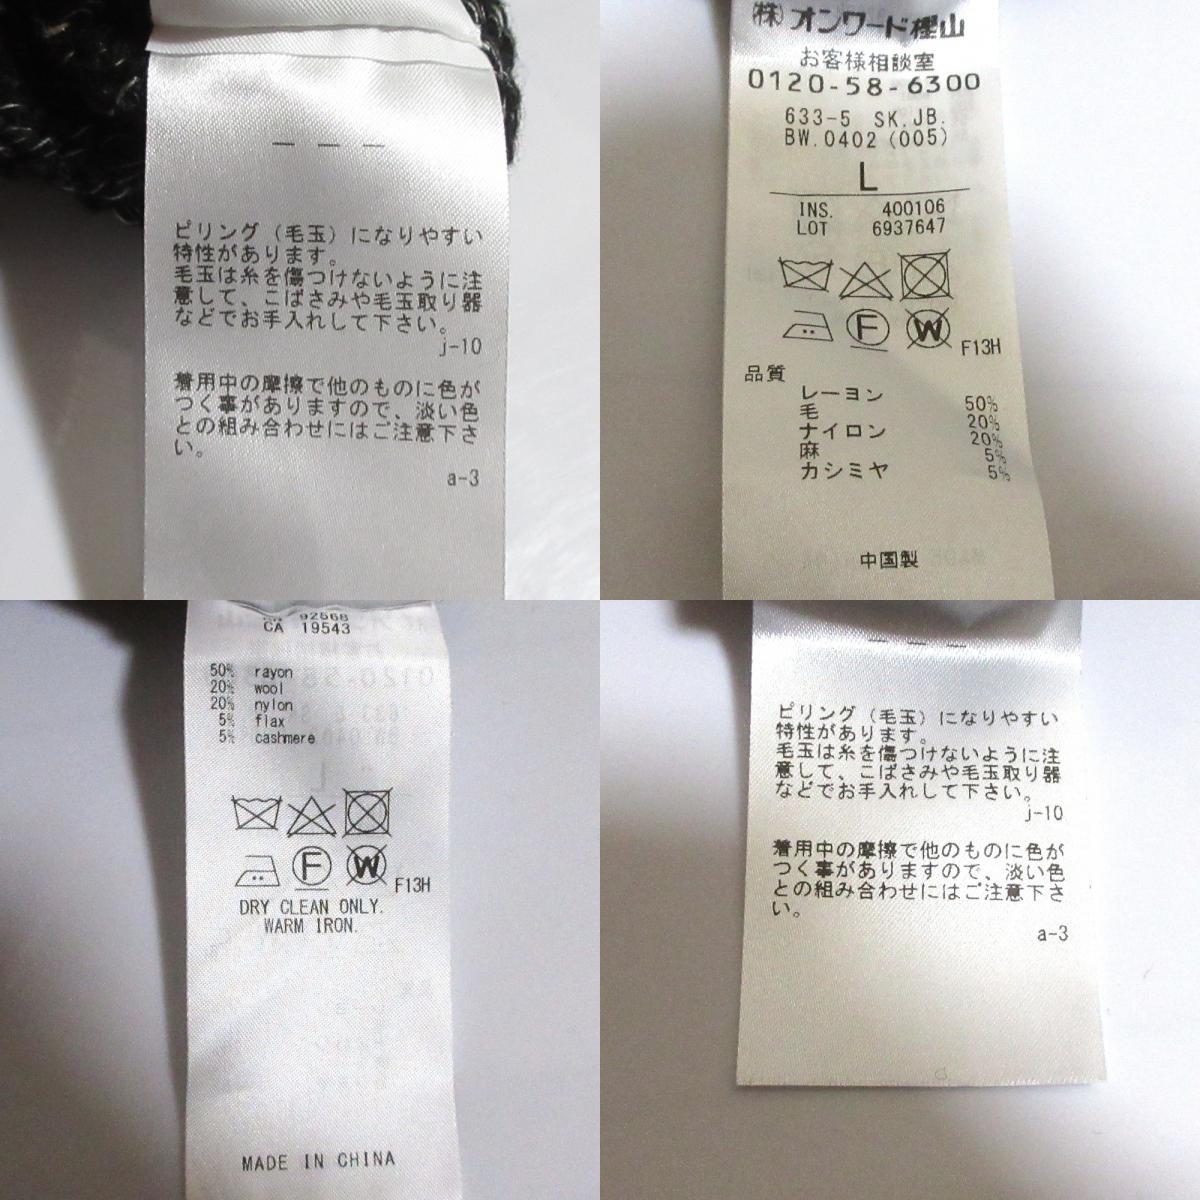 ピリング（毛玉）になりやすい
特性があります。
毛玉は糸を傷つけないように注
意して、こばさみや毛玉取り器
などでお手入れして下さい。
j-10
着用中の摩擦で他のものに色が
つく事がありますので、淡い色
との組み合わせにはご注意下さ
い。
a-3
㈱オンワード樫山
お客様相談室
0120-58-6300
633-5 SK.JB.
BW.0402(005)
L
INS. 400106
LOT 6937647
F
W
F13H
品質
レーヨン 50%
毛 20%
ナイロン 20%
麻 5%
カシミヤ 5%
中国製
92568
CA 19543
50% rayon
20% wool
20% nylon
5% flax
5% cashmere
F
W
F13H
DRY CLEAN ONLY.
WARM IRON.
MADE IN CHINA
ピリング（毛玉）になりやすい
特性があります。
毛玉は糸を傷つけないように注
意して、こばさみや毛玉取り器
などでお手入れして下さい。
j-10
着用中の摩擦で他のものに色が
つく事がありますので、淡い色
との組み合わせにはご注意下さ
い。
a-3